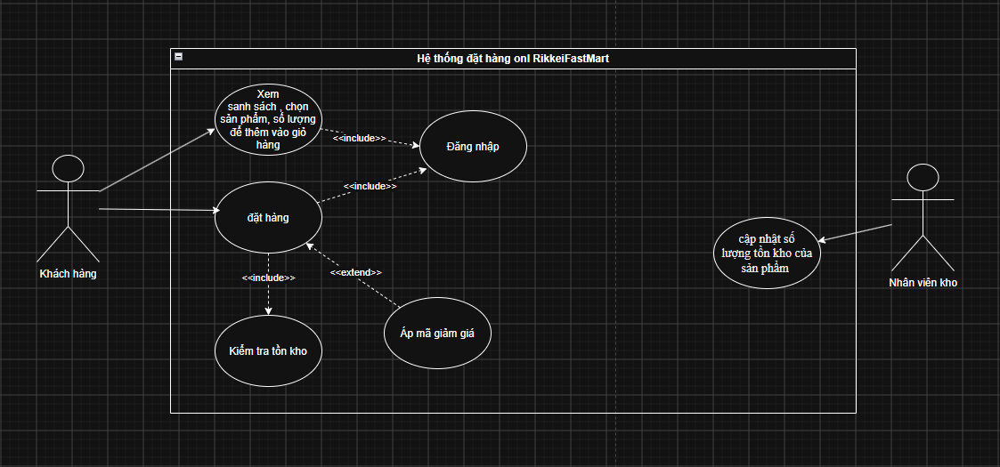 Hệ thống đặt hàng onl RikkeiFastMart
Xem
sanh sách , chọn
sản phẩm, số lượng
để thêm vào giỏ
hàng
<<include>>
Đăng nhập
<<include>>
đặt hàng
Khách hàng
<<include>>
<<extend>>
cập nhật số
lượng tồn kho của
sản phẩm
Nhân viên kho
Kiểm tra tồn kho
Áp mã giảm giá